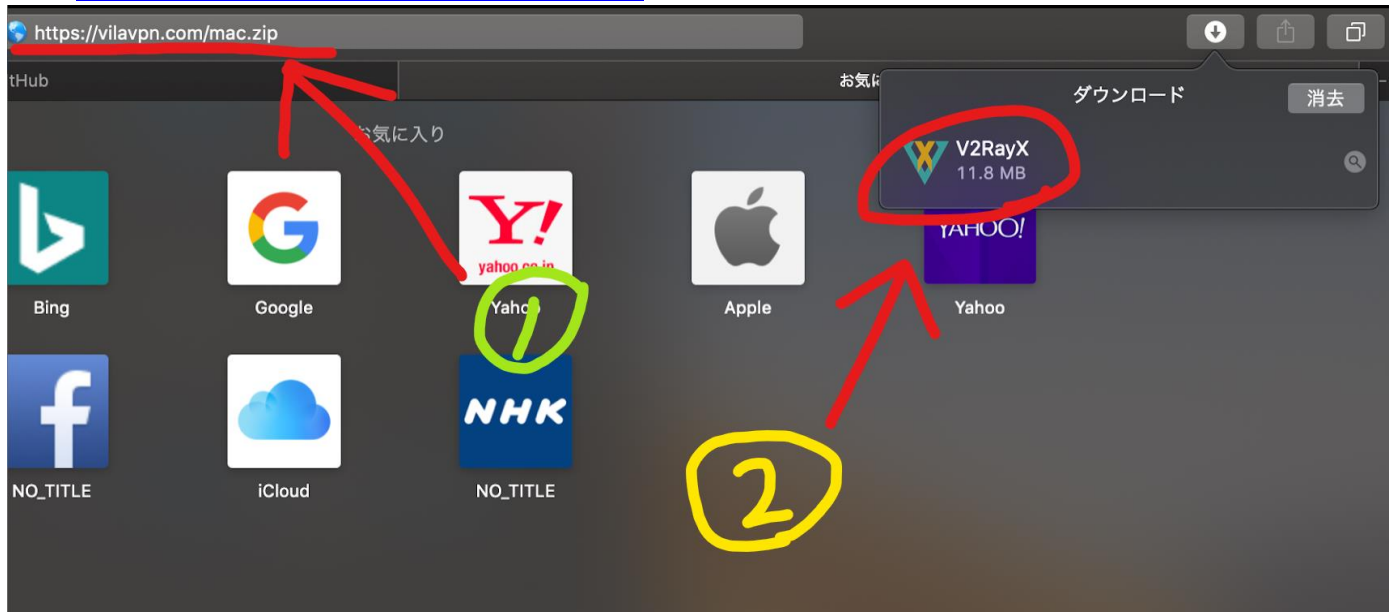 https://vilavpn.com/mac.zip
tHub
お気に
ダウンロード
消去
お気に入り
V2RayX
11.8 MB
Y!
yahoo.co.jp
YAHOO!
Bing
Google
Yahoo
Apple
Yahoo
1
NHK
2
NO_TITLE
iCloud
NO_TITLE